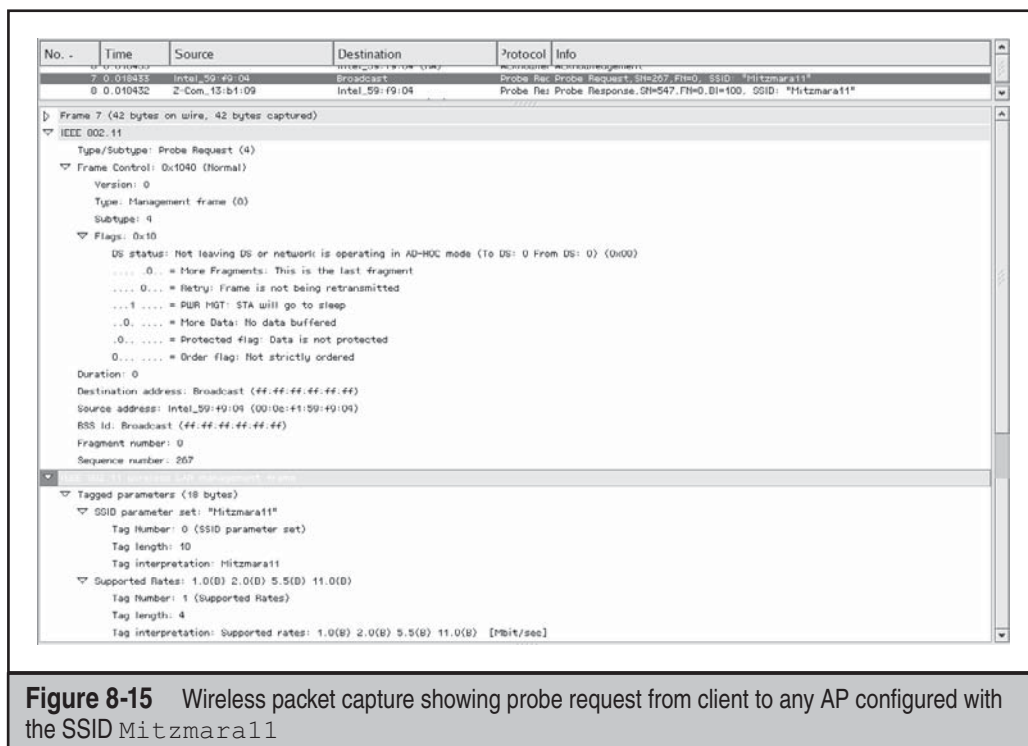 No. - Time Source Destination Protocol Info
7 0.018433 Intel_59:f9:04 Broadcast Probe Rec Probe Request,SN=267,FN=0, SSID: "Mitzmara11"
8 0.018432 Z-Com_13:b1:09 Intel_59:f9:04 Probe Res Probe Response,SN=547,FN=0,BI=100, SSID: "Mitzmara11"
Frame 7 (42 bytes on wire, 42 bytes captured)
IEEE 802.11
Type/Subtype: Probe Request (4)
Frame Control: 0x1040 (Normal)
Version: 0
Type: Management frame (0)
Subtype: 4
Flags: 0x10
DS status: Not leaving DS or network is operating in AD-HOC mode (To DS: 0 From DS: 0) (0x00)
.... .0.. = More Fragments: This is the last fragment
.... 0... = Retry: Frame is not being retransmitted
...1 .... = PWR MGT: STA will go to sleep
..0. .... = More Data: No data buffered
.0.. .... = Protected flag: Data is not protected
0... .... = Order flag: Not strictly ordered
Duration: 0
Destination address: Broadcast (ff:ff:ff:ff:ff:ff)
Source address: Intel_59:f9:04 (00:0c:f1:59:f9:04)
BSS Id: Broadcast (ff:ff:ff:ff:ff:ff)
Fragment number: 0
Sequence number: 267
IEEE 802.11 wireless LAN management frame
Tagged parameters (18 bytes)
SSID parameter set: "Mitzmara11"
Tag Number: 0 (SSID parameter set)
Tag length: 10
Tag interpretation: Mitzmara11
Supported Rates: 1.0(B) 2.0(B) 5.5(B) 11.0(B)
Tag Number: 1 (Supported Rates)
Tag length: 4
Tag interpretation: Supported rates: 1.0(B) 2.0(B) 5.5(B) 11.0(B) [Mbit/sec]
Figure 8-15 Wireless packet capture showing probe request from client to any AP configured with
the SSID Mitzmara11